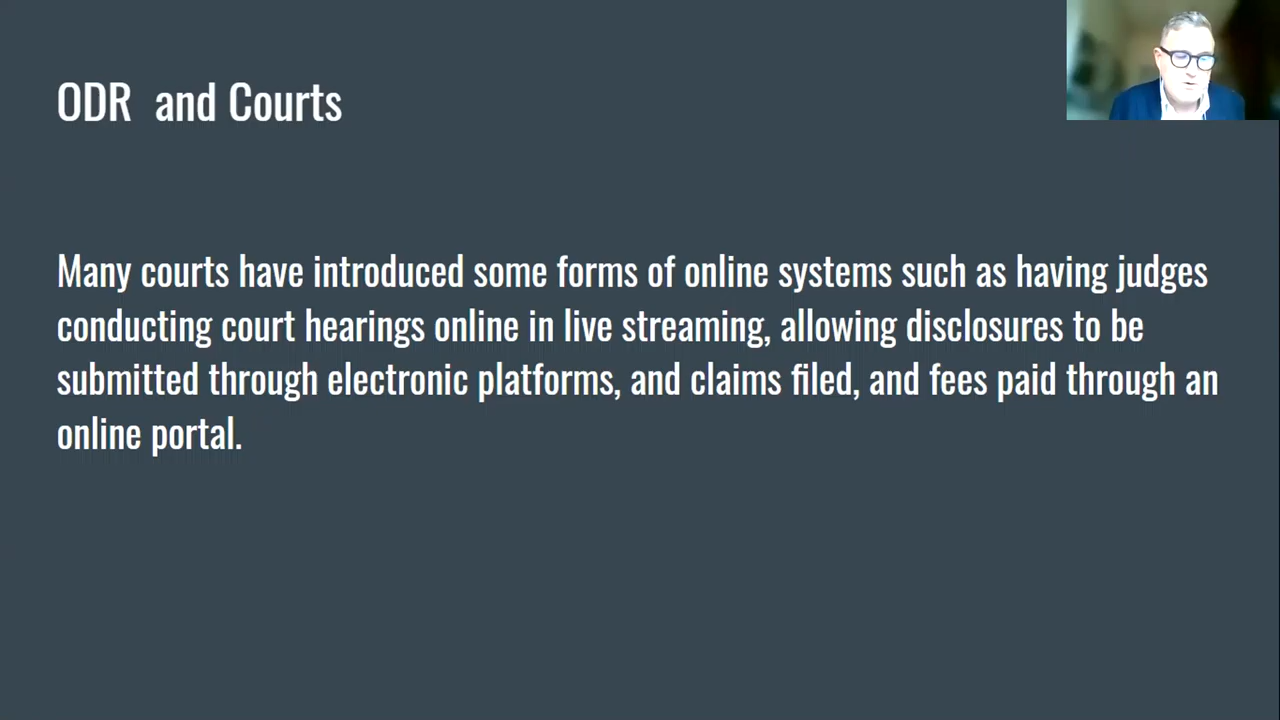 ODR  and Courts
Many courts have introduced some forms of online systems such as having judges
conducting court hearings online in live streaming, allowing disclosures to be
submitted through electronic platforms, and claims filed, and fees paid through an
online portal.